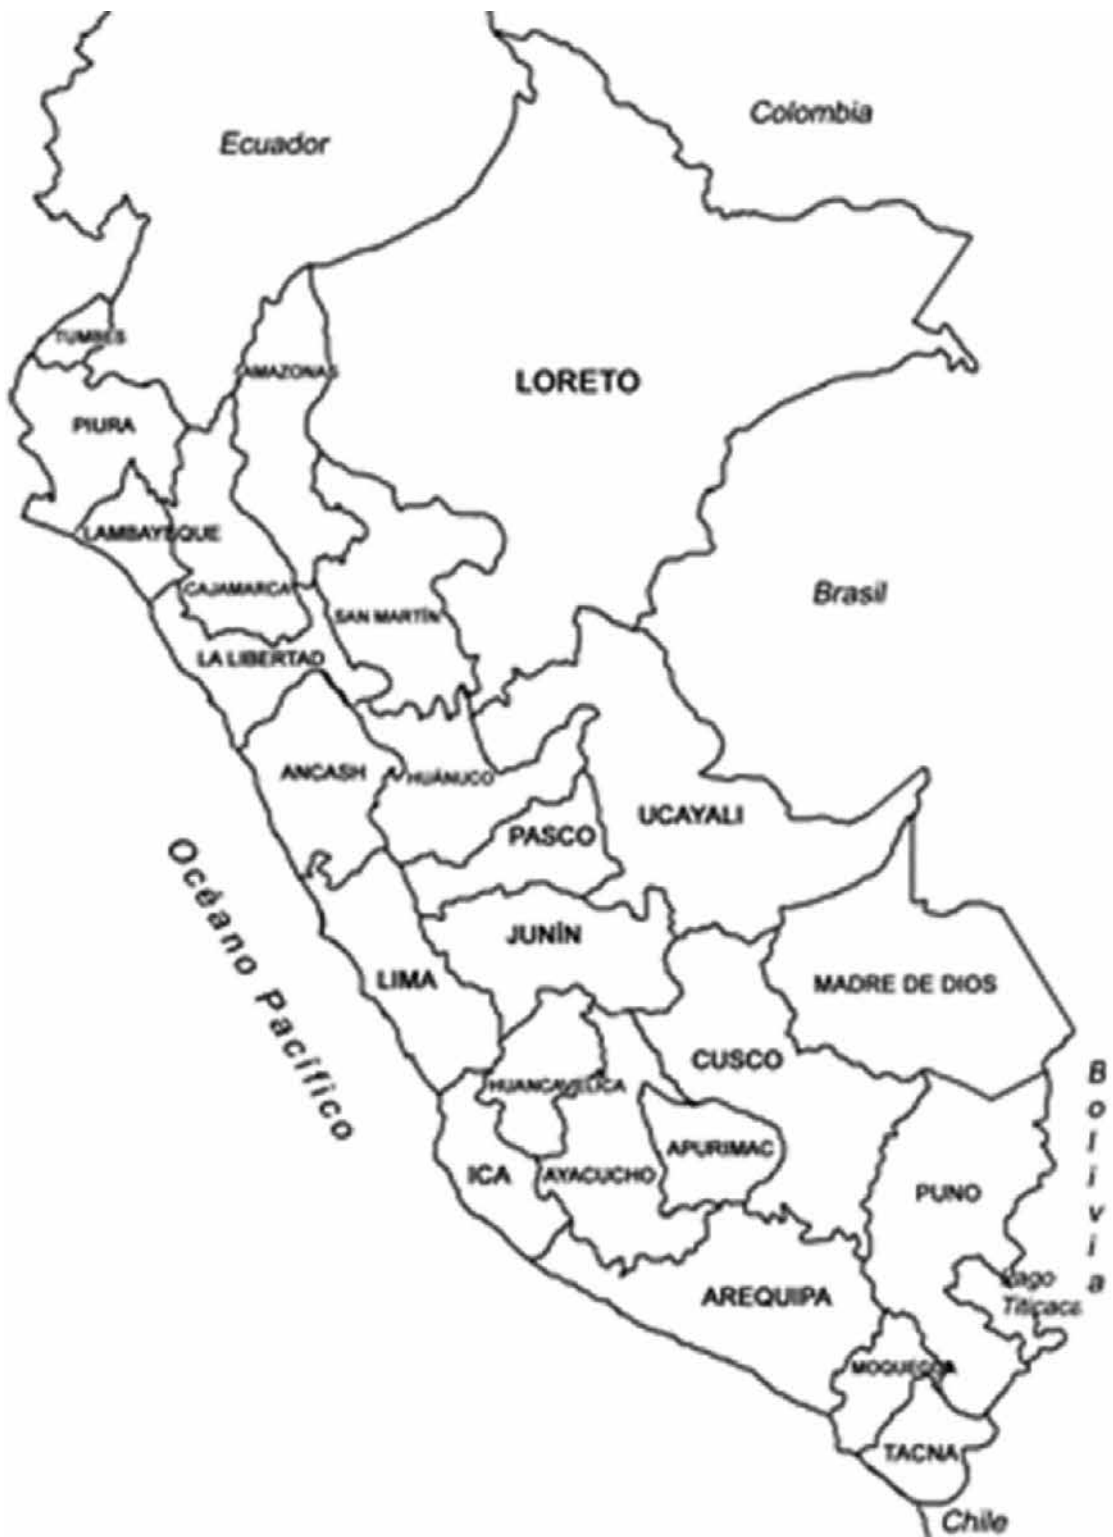 Colombia
Ecuador
TUMBES
AMAZONAS
LORETO
PIURA
LAMBAYEQUE
CAJAMARCA
Brasil
SAN MARTÍN
LA LIBERTAD
ANCASH
HUÁNUCO
UCAYALI
PASCO
Océano Pacífico
JUNÍN
LIMA
MADRE DE DIOS
CUSCO
Bolivia
HUANCAVELICA
APURIMAC
ICA
AYACUCHO
PUNO
Lago
Titicaca
AREQUIPA
MOQUEGUA
TACNA
Chile